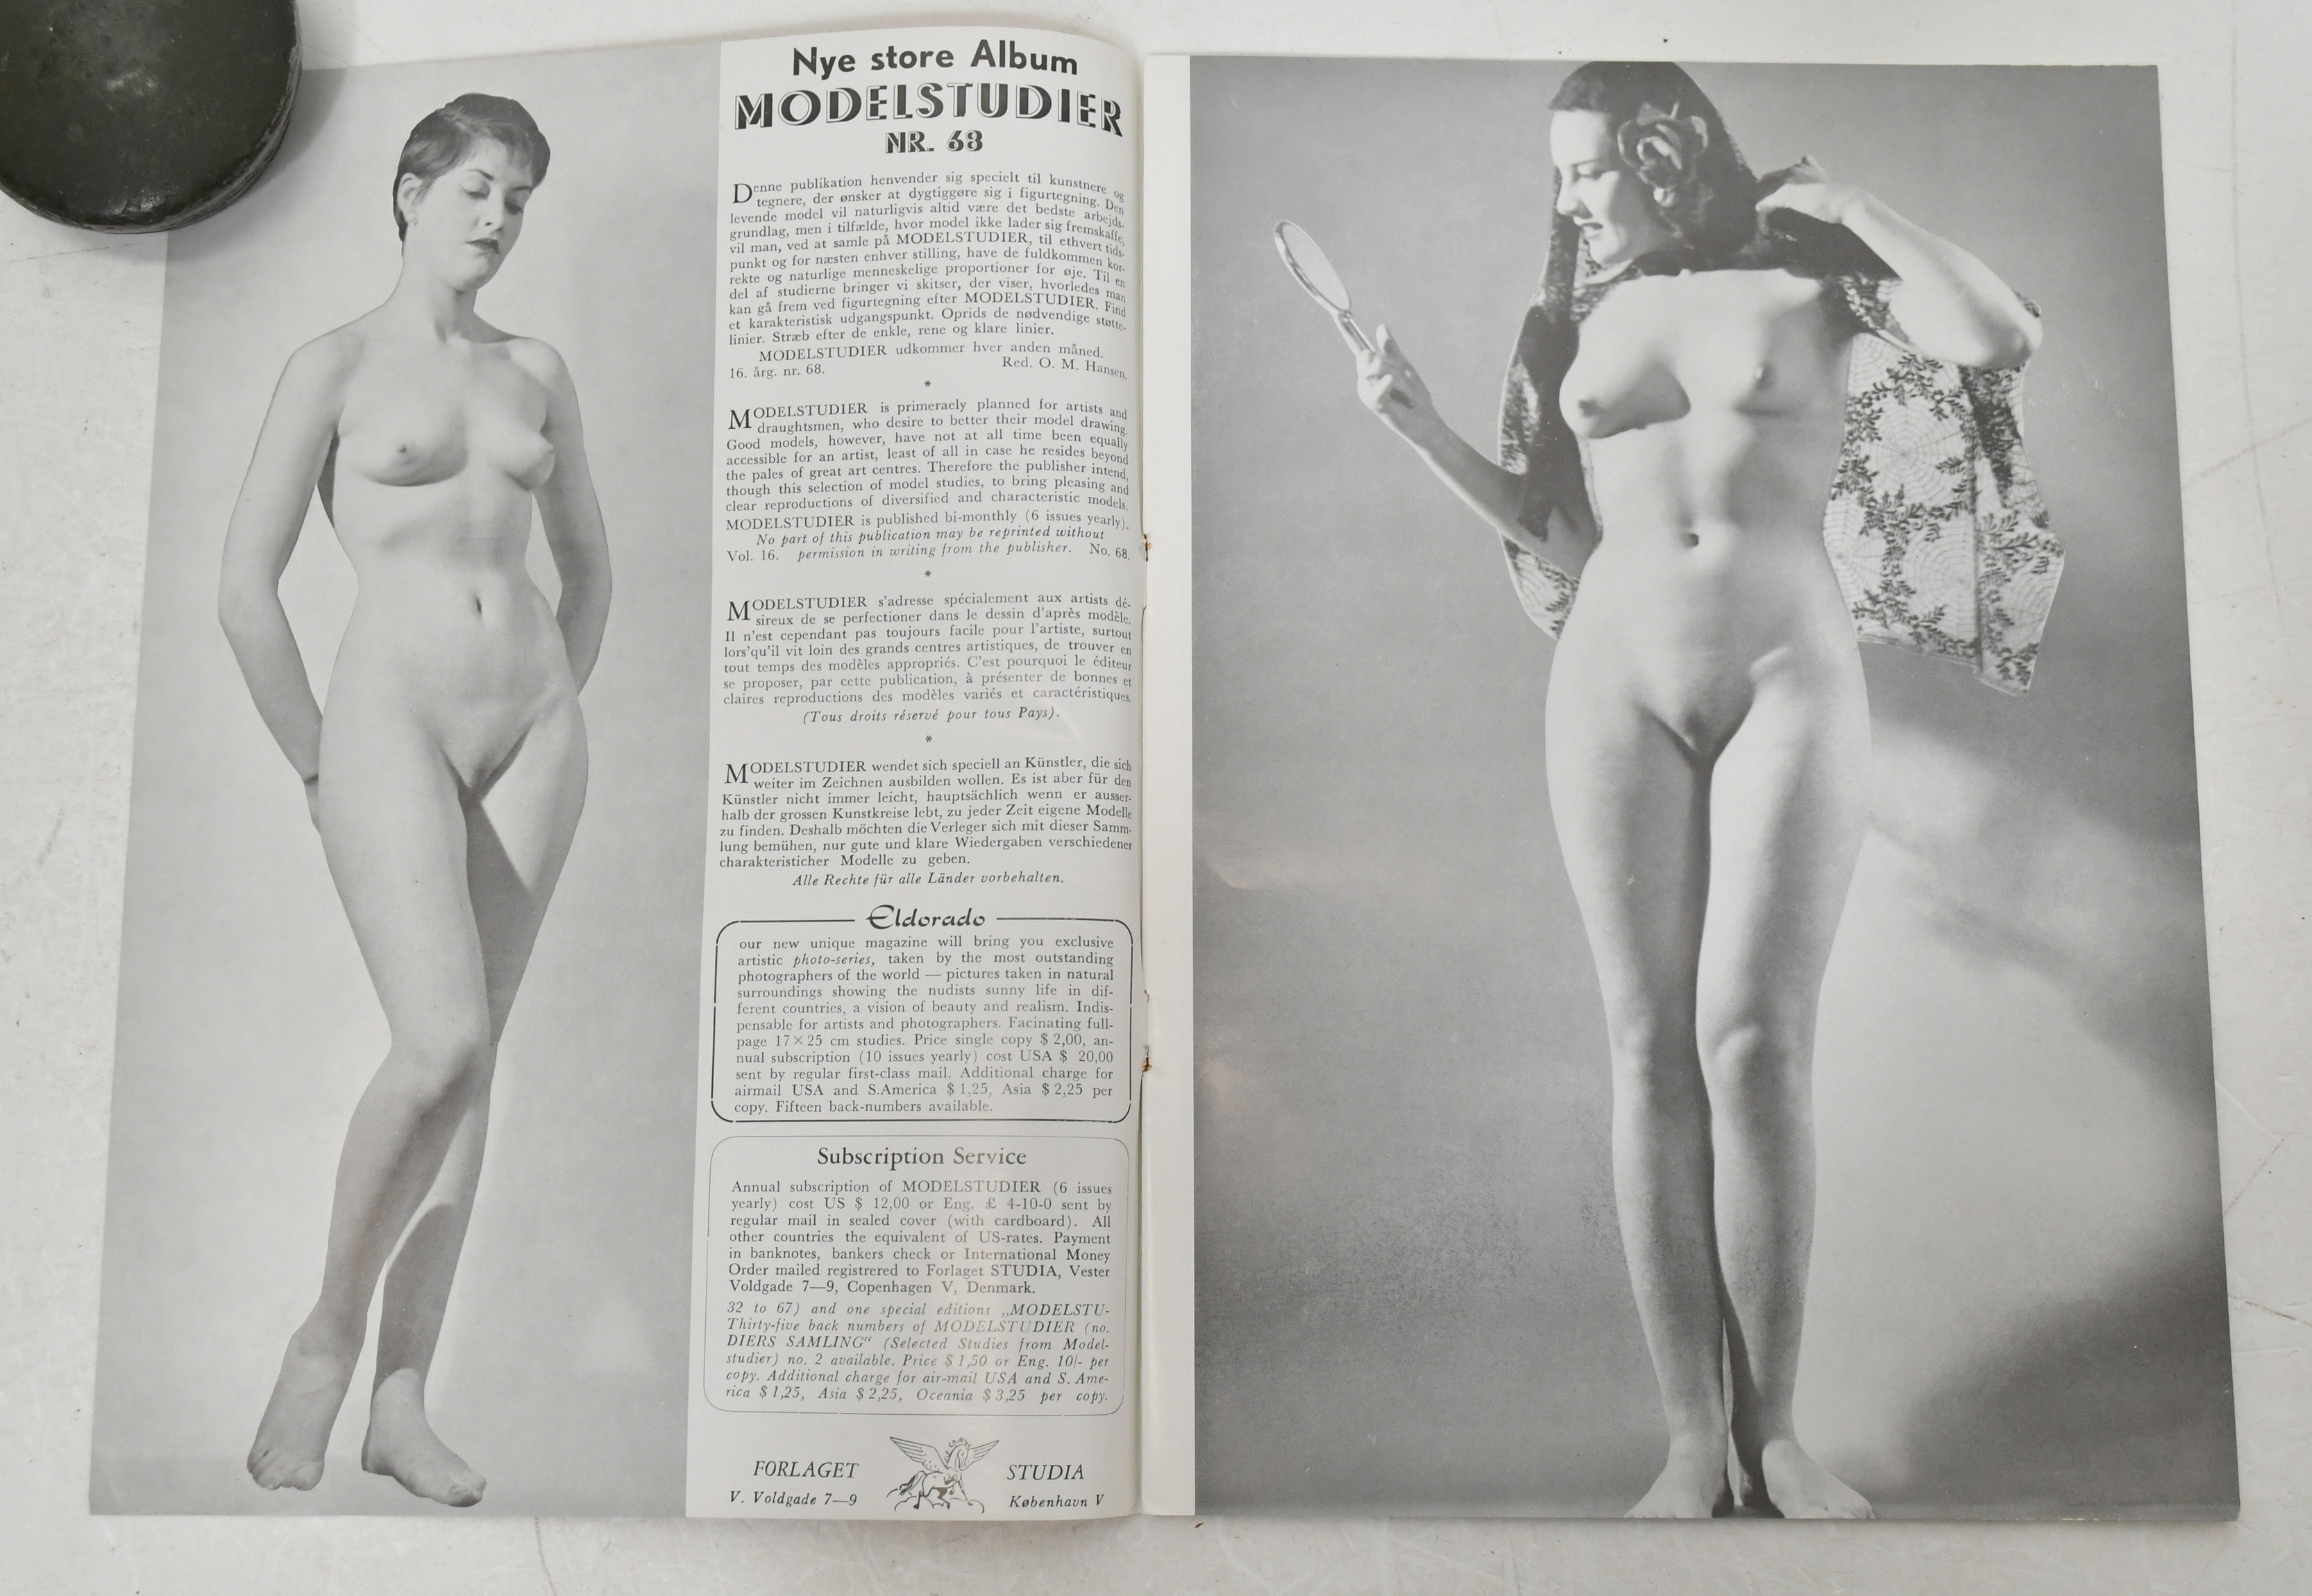 Nye store Album
MODELSTUDIER
NR. 68
Denne publikation henvender sig specielt til kunstnere og
tegnere, der ønsker at dygtiggøre sig i figurtegning. Den
levende model vil naturligvis altid være det bedste arbejds-
grundlag, men i tilfælde, hvor model ikke lader sig fremskaffe,
vil man, ved at samle på MODELSTUDIER, til ethvert tids-
punkt og for næsten enhver stilling, have de fuldkommen kor-
rekte og naturlige menneskelige proportioner for øje. Til en
del af studierne bringer vi skitser, der viser, hvorledes man
kan gå frem ved figurtegning efter MODELSTUDIER. Find
et karakteristisk udgangspunkt. Oprids de nødvendige støtte-
linier. Stræb efter de enkle, rene og klare linier.
MODELSTUDIER udkommer hver anden måned.
16. årg. nr. 68. Red. O. M. Hansen.
*
MODELSTUDIER is primeraely planned for artists and
draughtsmen, who desire to better their model drawing.
Good models, however, have not at all time been equally
accessible for an artist, least of all in case he resides beyond
the pales of great art centres. Therefore the publisher intend,
though this selection of model studies, to bring pleasing and
clear reproductions of diversified and characteristic models.
MODELSTUDIER is published bi-monthly (6 issues yearly).
No part of this publication may be reprinted without
Vol. 16. permission in writing from the publisher. No. 68.
*
MODELSTUDIER s'adresse spécialement aux artists dé-
sireux de se perfectioner dans le dessin d'après modèle.
Il n'est cependant pas toujours facile pour l'artiste, surtout
lors'qu'il vit loin des grands centres artistiques, de trouver en
tout temps des modèles appropriés. C'est pourquoi le éditeur
se proposer, par cette publication, à présenter de bonnes et
claires reproductions des modèles variés et caractéristiques.
(Tous droits réservé pour tous Pays).
*
MODELSTUDIER wendet sich speciell an Künstler, die sich
weiter im Zeichnen ausbilden wollen. Es ist aber für den
Künstler nicht immer leicht, hauptsächlich wenn er ausser-
halb der grossen Kunstkreise lebt, zu jeder Zeit eigene Modelle
zu finden. Deshalb möchten die Verleger sich mit dieser Samm-
lung bemühen, nur gute und klare Wiedergaben verschiedener
charakteristicher Modelle zu geben.
Alle Rechte für alle Länder vorbehalten.
Eldorado
our new unique magazine will bring you exclusive
artistic photo-series, taken by the most outstanding
photographers of the world — pictures taken in natural
surroundings showing the nudists sunny life in dif-
ferent countries, a vision of beauty and realism. Indis-
pensable for artists and photographers. Facinating full-
page 17×25 cm studies. Price single copy $ 2,00, an-
nual subscription (10 issues yearly) cost USA $ 20,00
sent by regular first-class mail. Additional charge for
airmail USA and S.America $ 1,25, Asia $ 2,25 per
copy. Fifteen back-numbers available.
Subscription Service
Annual subscription of MODELSTUDIER (6 issues
yearly) cost US $ 12,00 or Eng. £ 4-10-0 sent by
regular mail in sealed cover (with cardboard). All
other countries the equivalent of US-rates. Payment
in banknotes, bankers check or International Money
Order mailed registrered to Forlaget STUDIA, Vester
Voldgade 7—9, Copenhagen V, Denmark.
32 to 67) and one special editions „MODELSTU-
Thirty-five back numbers of MODELSTUDIER (no.
DIERS SAMLING“ (Selected Studies from Model-
studier) no. 2 available. Price $ 1,50 or Eng. 10/- per
copy. Additional charge for air-mail USA and S. Ame-
rica $ 1,25, Asia $ 2,25, Oceania $ 3,25 per copy.
FORLAGET STUDIA
V. Voldgade 7—9 København V